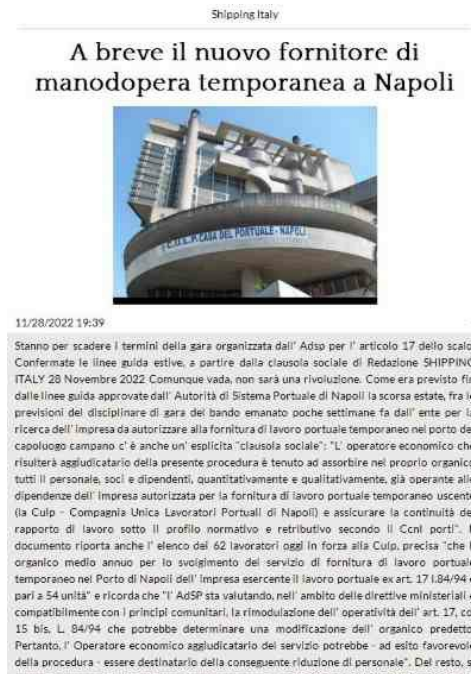 Shipping Italy
A breve il nuovo fornitore di
manodopera temporanea a Napoli
CASA DEL PORTUALE - NAPOLI
11/28/2022 19:39
Stanno per scadere i termini della gara organizzata dall' Adsp per l' articolo 17 dello scalo
Confermate le linee guida estive, a partire dalla clausola sociale di Redazione SHIPPING
ITALY 28 Novembre 2022 Comunque vada, non sarà una rivoluzione. Come era previsto fi
dalle linee guida approvate dall' Autorità di Sistema Portuale di Napoli la scorsa estate, fra le
previsioni del disciplinare di gara del bando emanato poche settimane fa dall' ente per la
ricerca dell' impresa da autorizzare alla fornitura di lavoro portuale temporaneo nel porto de
capoluogo campano c' è anche un' esplicita "clausola sociale": "L' operatore economico che
risulterà aggiudicatario della presente procedura è tenuto ad assorbire nel proprio organico
tutti il personale, soci e dipendenti, quantitativamente e qualitativamente, già operante alle
dipendenze dell' impresa autorizzata per la fornitura di lavoro portuale temporaneo uscente
(la Culp - Compagnia Unica Lavoratori Portuali di Napoli) e assicurare la continuità de
rapporto di lavoro sotto il profilo normativo e retributivo secondo il Ccnl porti".
documento riporta anche l' elenco dei 62 lavoratori oggi in forza alla Culp, precisa "che l
organico medio annuo per lo svolgimento del servizio di fornitura di lavoro portuale
temporaneo nel Porto di Napoli dell' impresa esercente il lavoro portuale ex art. 17 l.84/94 è
pari a 54 unità" e ricorda che "l' AdSP sta valutando, nell' ambito delle direttive ministeriali e
compatibilmente con i principi comunitari, la rimodulazione dell' operatività dell' art. 17, co
15 bis, L. 84/94 che potrebbe determinare una modificazione dell' organico predetto
Pertanto, l' Operatore economico aggiudicatario del servizio potrebbe - ad esito favorevole
della procedura - essere destinatario della conseguente riduzione di personale". Del resto, s